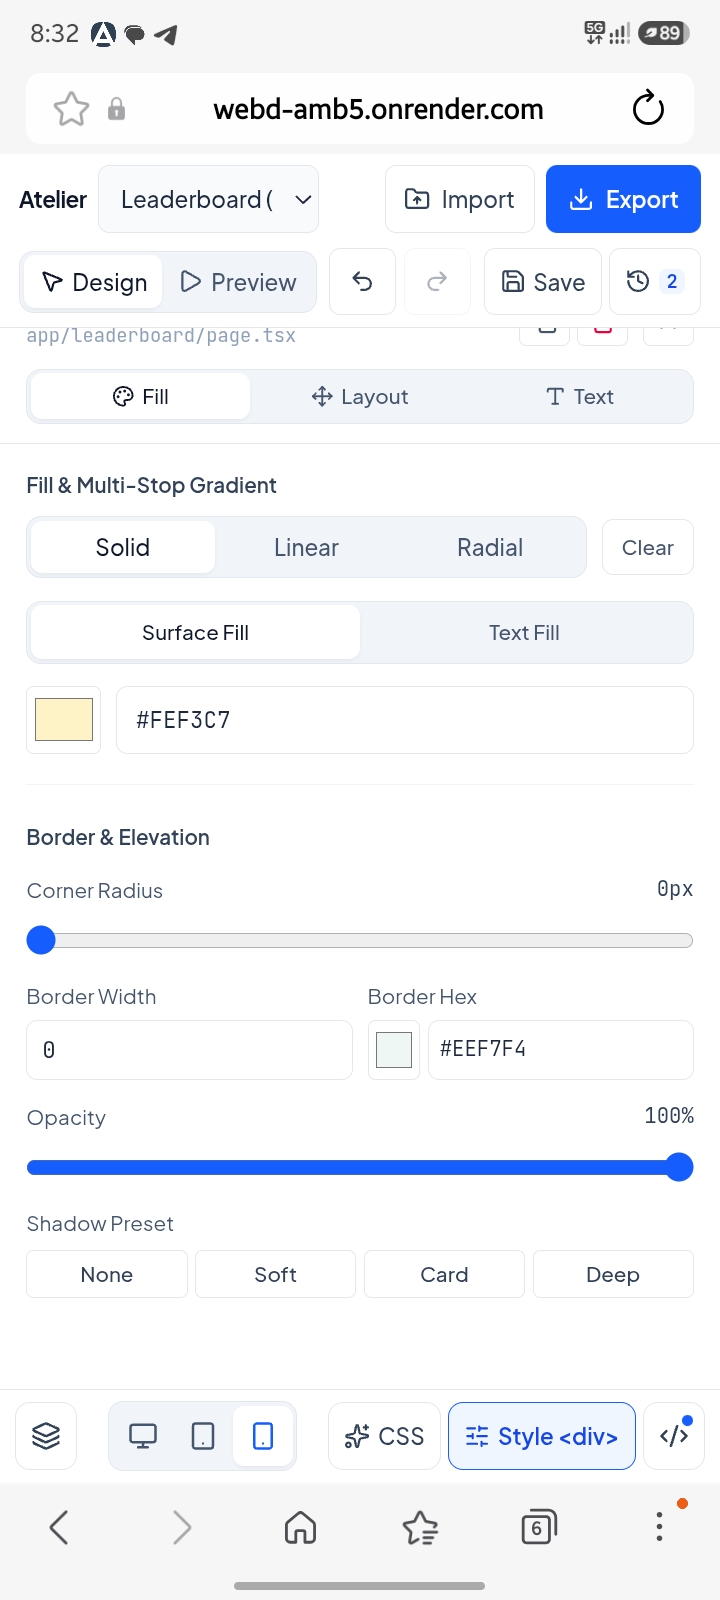 8:32
5G
89
webd-amb5.onrender.com
Atelier
Leaderboard (
Import
Export
Design
Preview
Save
2
app/leaderboard/page.tsx
Fill
Layout
Text
Fill & Multi-Stop Gradient
Solid
Linear
Radial
Clear
Surface Fill
Text Fill
#FEF3C7
Border & Elevation
Corner Radius
0px
Border Width
Border Hex
0
#EEF7F4
Opacity
100%
Shadow Preset
None
Soft
Card
Deep
CSS
Style <div>
6